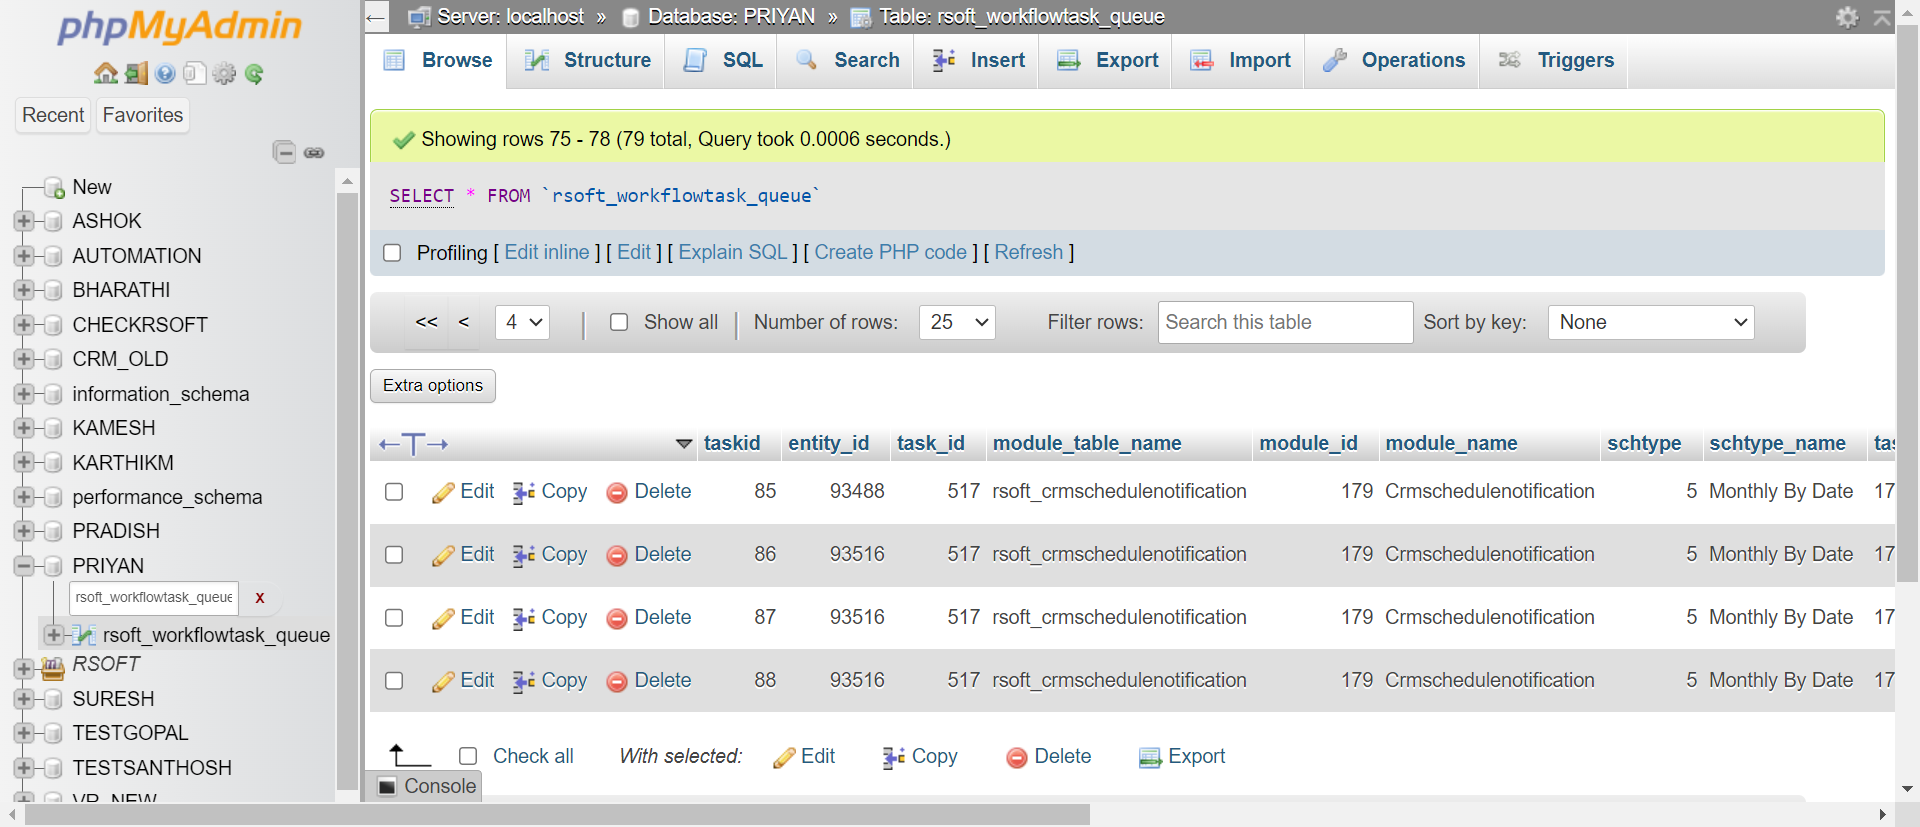 phpMyAdmin
Recent Favorites
New
ASHOK
AUTOMATION
BHARATHI
CHECKRSOFT
CRM_OLD
information_schema
KAMESH
KARTHIKM
performance_schema
PRADISH
PRIYAN
rsoft_workflowtask_queue X
rsoft_workflowtask_queue
RSOFT
SURESH
TESTGOPAL
TESTSANTHOSH
VP_NEW
← Server: localhost » Database: PRIYAN » Table: rsoft_workflowtask_queue
Browse Structure SQL Search Insert Export Import Operations Triggers
Showing rows 75 - 78 (79 total, Query took 0.0006 seconds.)
SELECT * FROM `rsoft_workflowtask_queue`
Profiling [ Edit inline ] [ Edit ] [ Explain SQL ] [ Create PHP code ] [ Refresh ]
<< < 4 | Show all | Number of rows: 25 Filter rows: Search this table Sort by key: None
Extra options
←T→ taskid entity_id task_id module_table_name module_id module_name schtype schtype_name tas
Edit Copy Delete 85 93488 517 rsoft_crmschedulenotification 179 Crmschedulenotification 5 Monthly By Date 17
Edit Copy Delete 86 93516 517 rsoft_crmschedulenotification 179 Crmschedulenotification 5 Monthly By Date 17
Edit Copy Delete 87 93516 517 rsoft_crmschedulenotification 179 Crmschedulenotification 5 Monthly By Date 17
Edit Copy Delete 88 93516 517 rsoft_crmschedulenotification 179 Crmschedulenotification 5 Monthly By Date 17
Check all With selected: Edit Copy Delete Export
Console